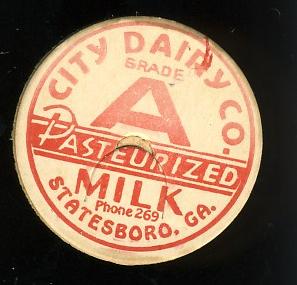 CITY DAIRY CO.
GRADE
A
PASTEURIZED
MILK
Phone 269
STATESBORO, GA.